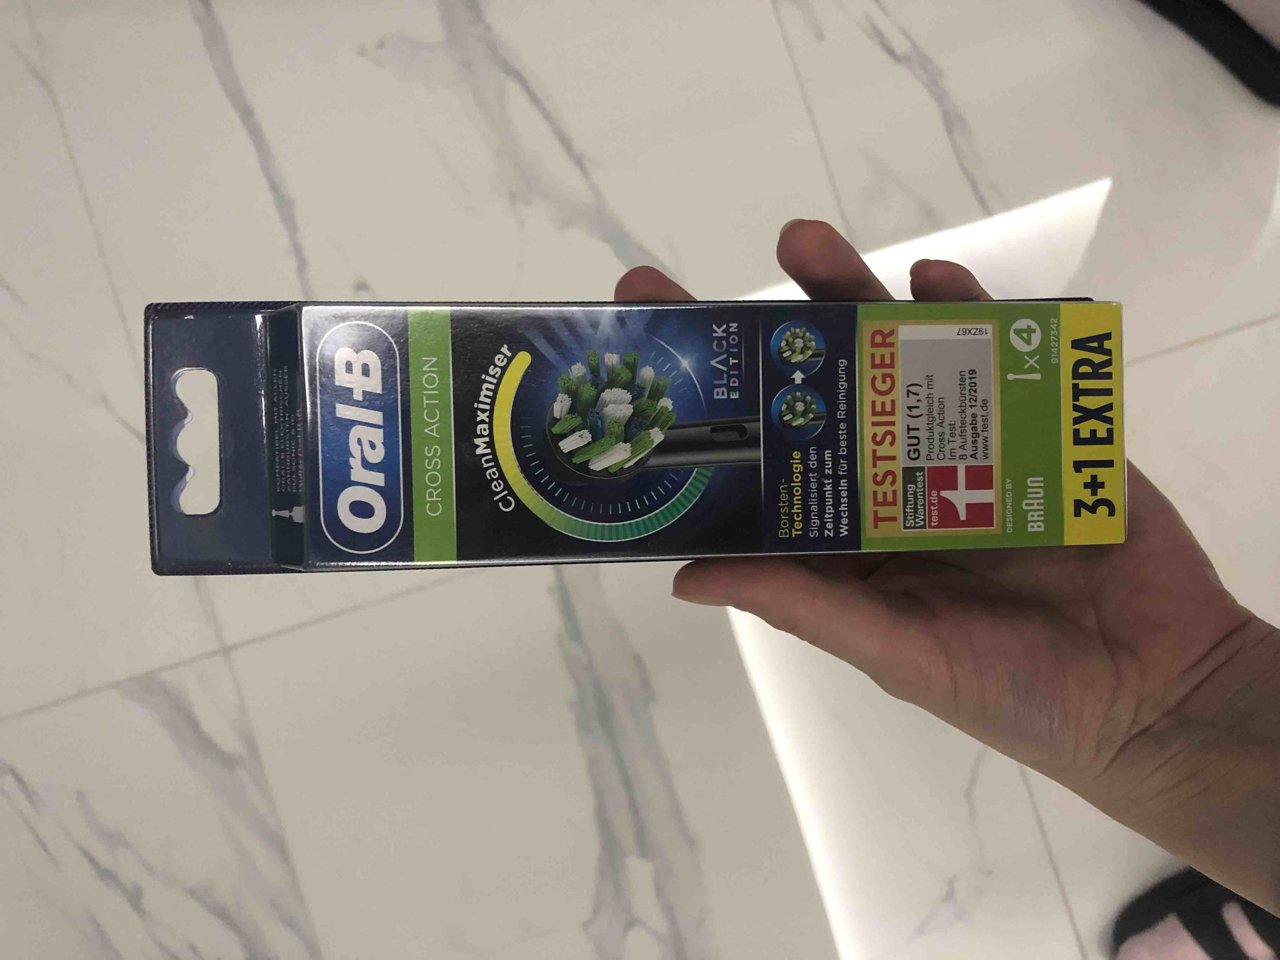 Oral-B
CROSS ACTION
CleanMaximiser
BLACK
EDITION
Borsten-
Technologie
Signalisiert den
Zeitpunkt zum
Wechseln für beste Reinigung
TESTSIEGER
Stiftung
Warentest
test.de
GUT (1,7)
Produktgleich mit
Cross Action
Im Test:
8 Aufsteckbürsten
Ausgabe 12/2019
www.test.de
19ZX67
DESIGNED BY
BRAUN
x 4
91427342
3+1 EXTRA